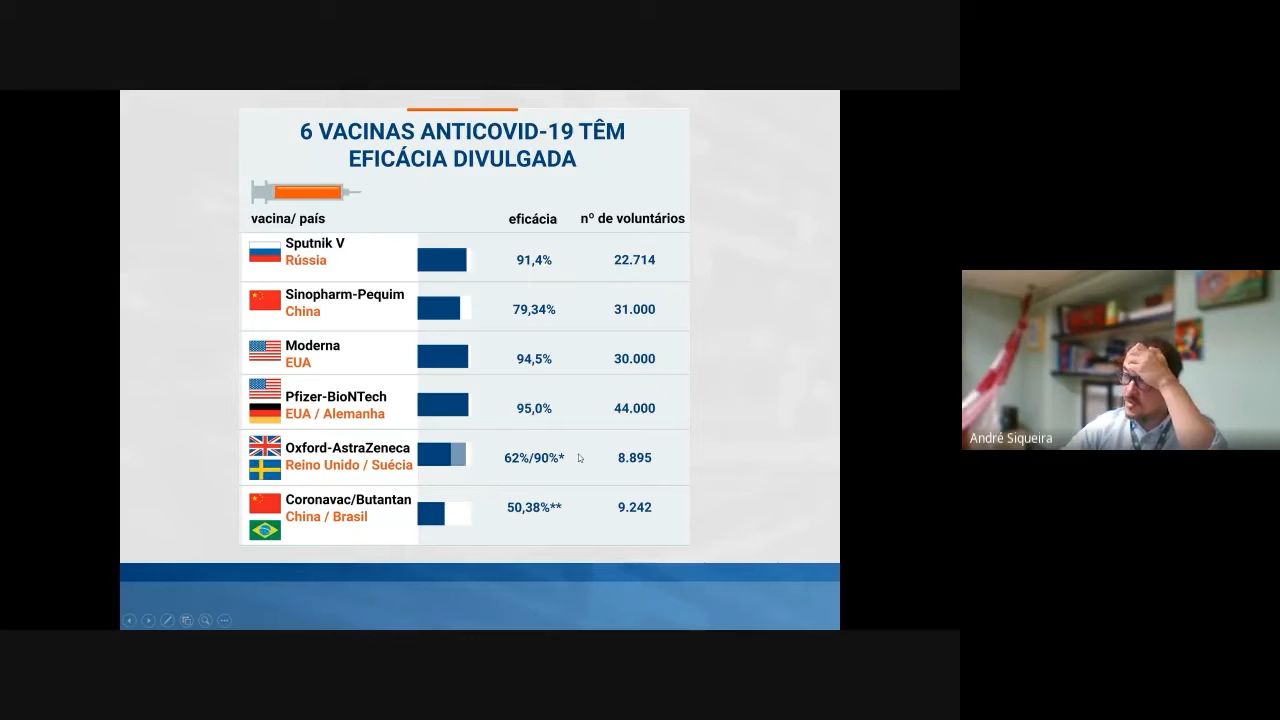 6 VACINAS ANTICOVID-19 TÊM
EFICÁCIA DIVULGADA
vacina/ país eficácia nº de voluntários
Sputnik V
Rússia
91,4% 22.714
Sinopharm-Pequim
China
79,34% 31.000
Moderna
EUA
94,5% 30.000
Pfizer-BioNTech
EUA / Alemanha
95,0% 44.000
Oxford-AstraZeneca
Reino Unido / Suécia
62%/90%* 8.895
Coronavac/Butantan
China / Brasil
50,38%** 9.242
André Siqueira